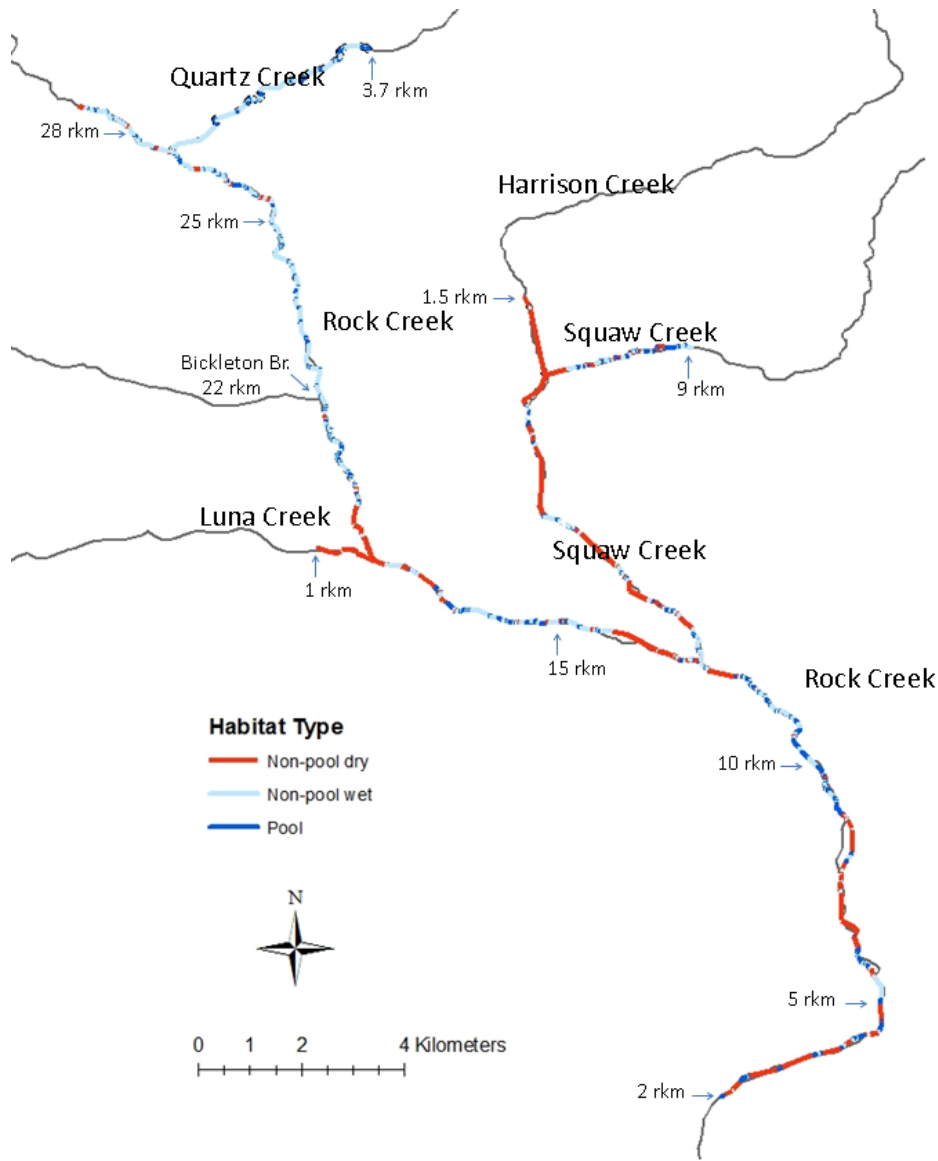 Quartz Creek
3.7 rkm
28 rkm
Harrison Creek
25 rkm
1.5 rkm
Rock Creek
Squaw Creek
Bickleton Br.
22 rkm
9 rkm
Luna Creek
Squaw Creek
1 rkm
15 rkm
Rock Creek
Habitat Type
Non-pool dry
Non-pool wet
Pool
10 rkm
N
5 rkm
0 1 2 4 Kilometers
2 rkm